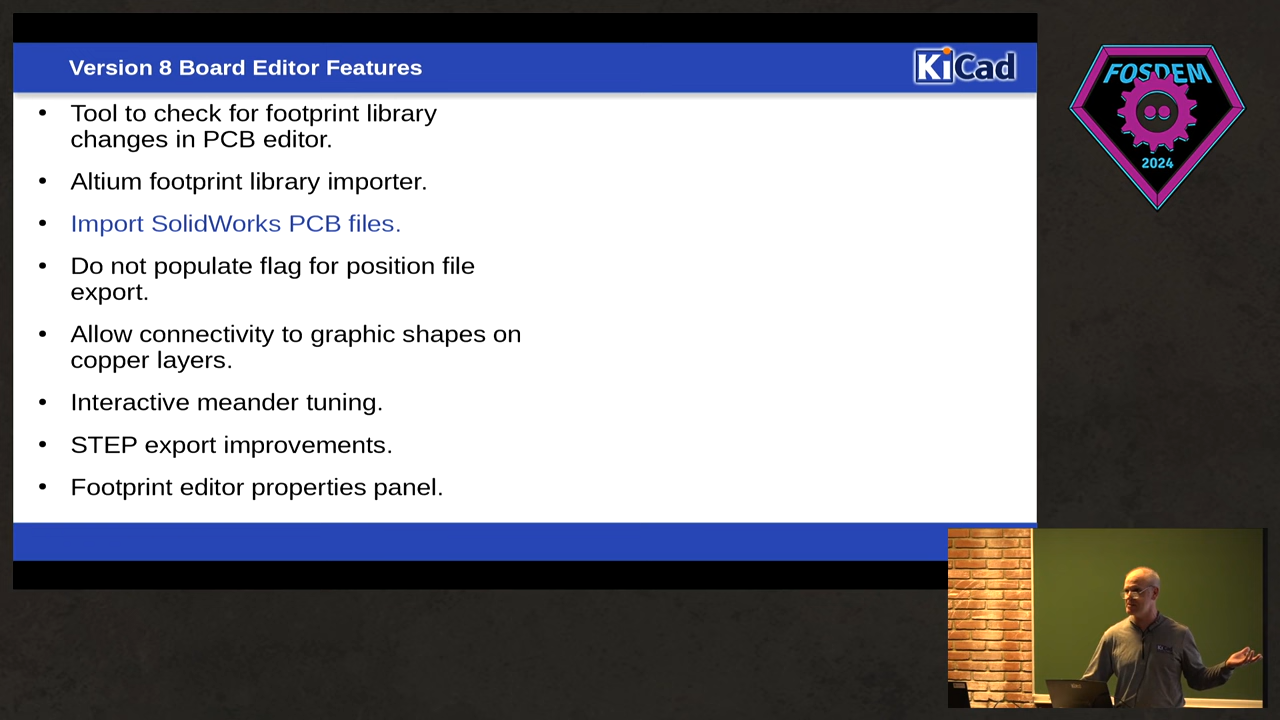 Version 8 Board Editor Features
KiCad
FOSDEM
2024
• Tool to check for footprint library
changes in PCB editor.
• Altium footprint library importer.
• Import SolidWorks PCB files.
• Do not populate flag for position file
export.
• Allow connectivity to graphic shapes on
copper layers.
• Interactive meander tuning.
• STEP export improvements.
• Footprint editor properties panel.